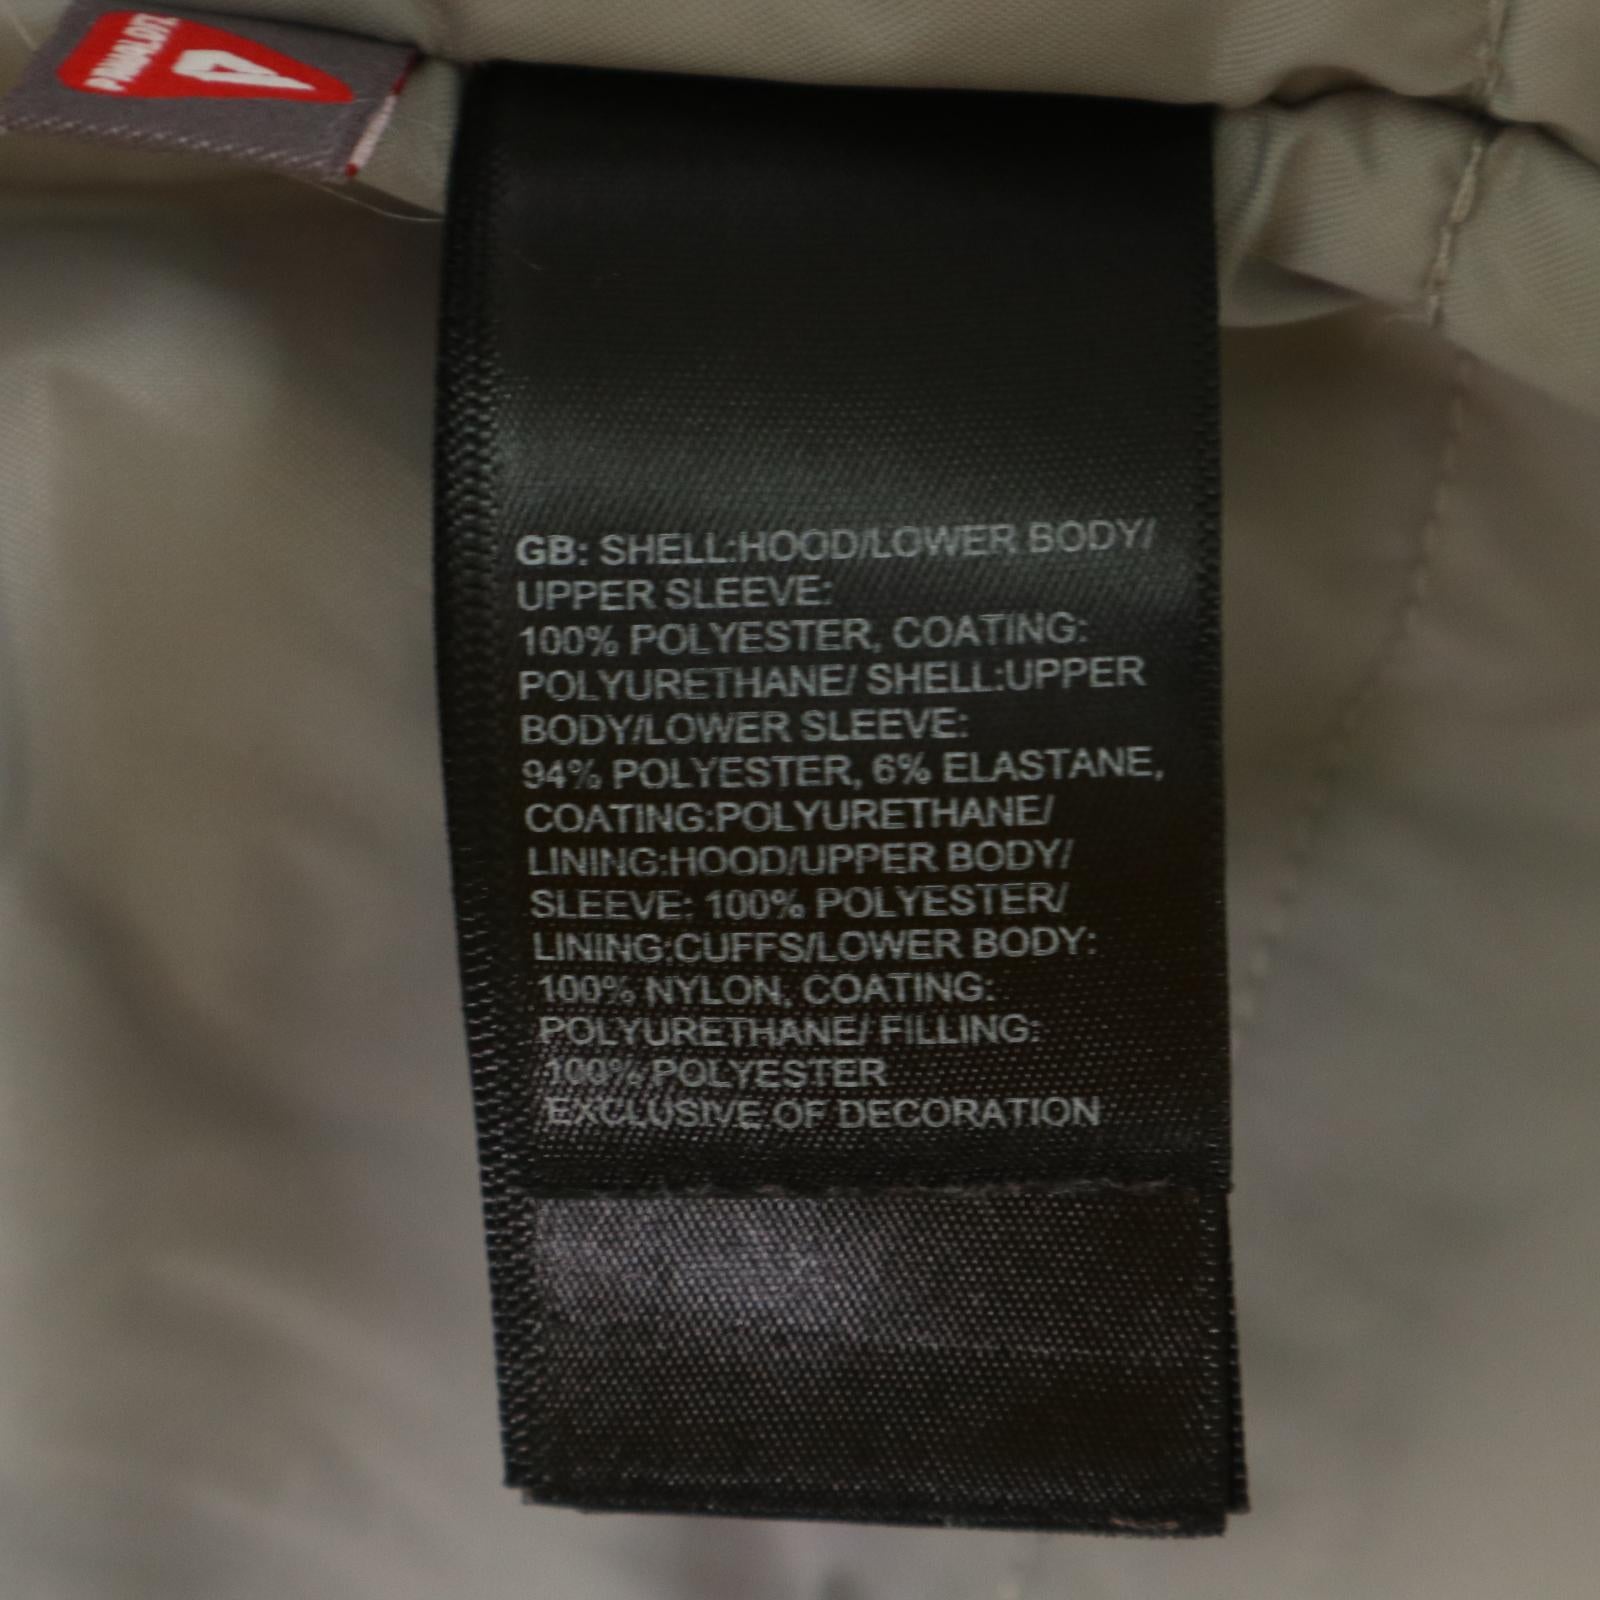 PRIMALOFT
GB: SHELL:HOOD/LOWER BODY/
UPPER SLEEVE:
100% POLYESTER, COATING:
POLYURETHANE/ SHELL:UPPER
BODY/LOWER SLEEVE:
94% POLYESTER, 6% ELASTANE,
COATING:POLYURETHANE/
LINING:HOOD/UPPER BODY/
SLEEVE: 100% POLYESTER/
LINING:CUFFS/LOWER BODY:
100% NYLON, COATING:
POLYURETHANE/ FILLING:
100% POLYESTER
EXCLUSIVE OF DECORATION